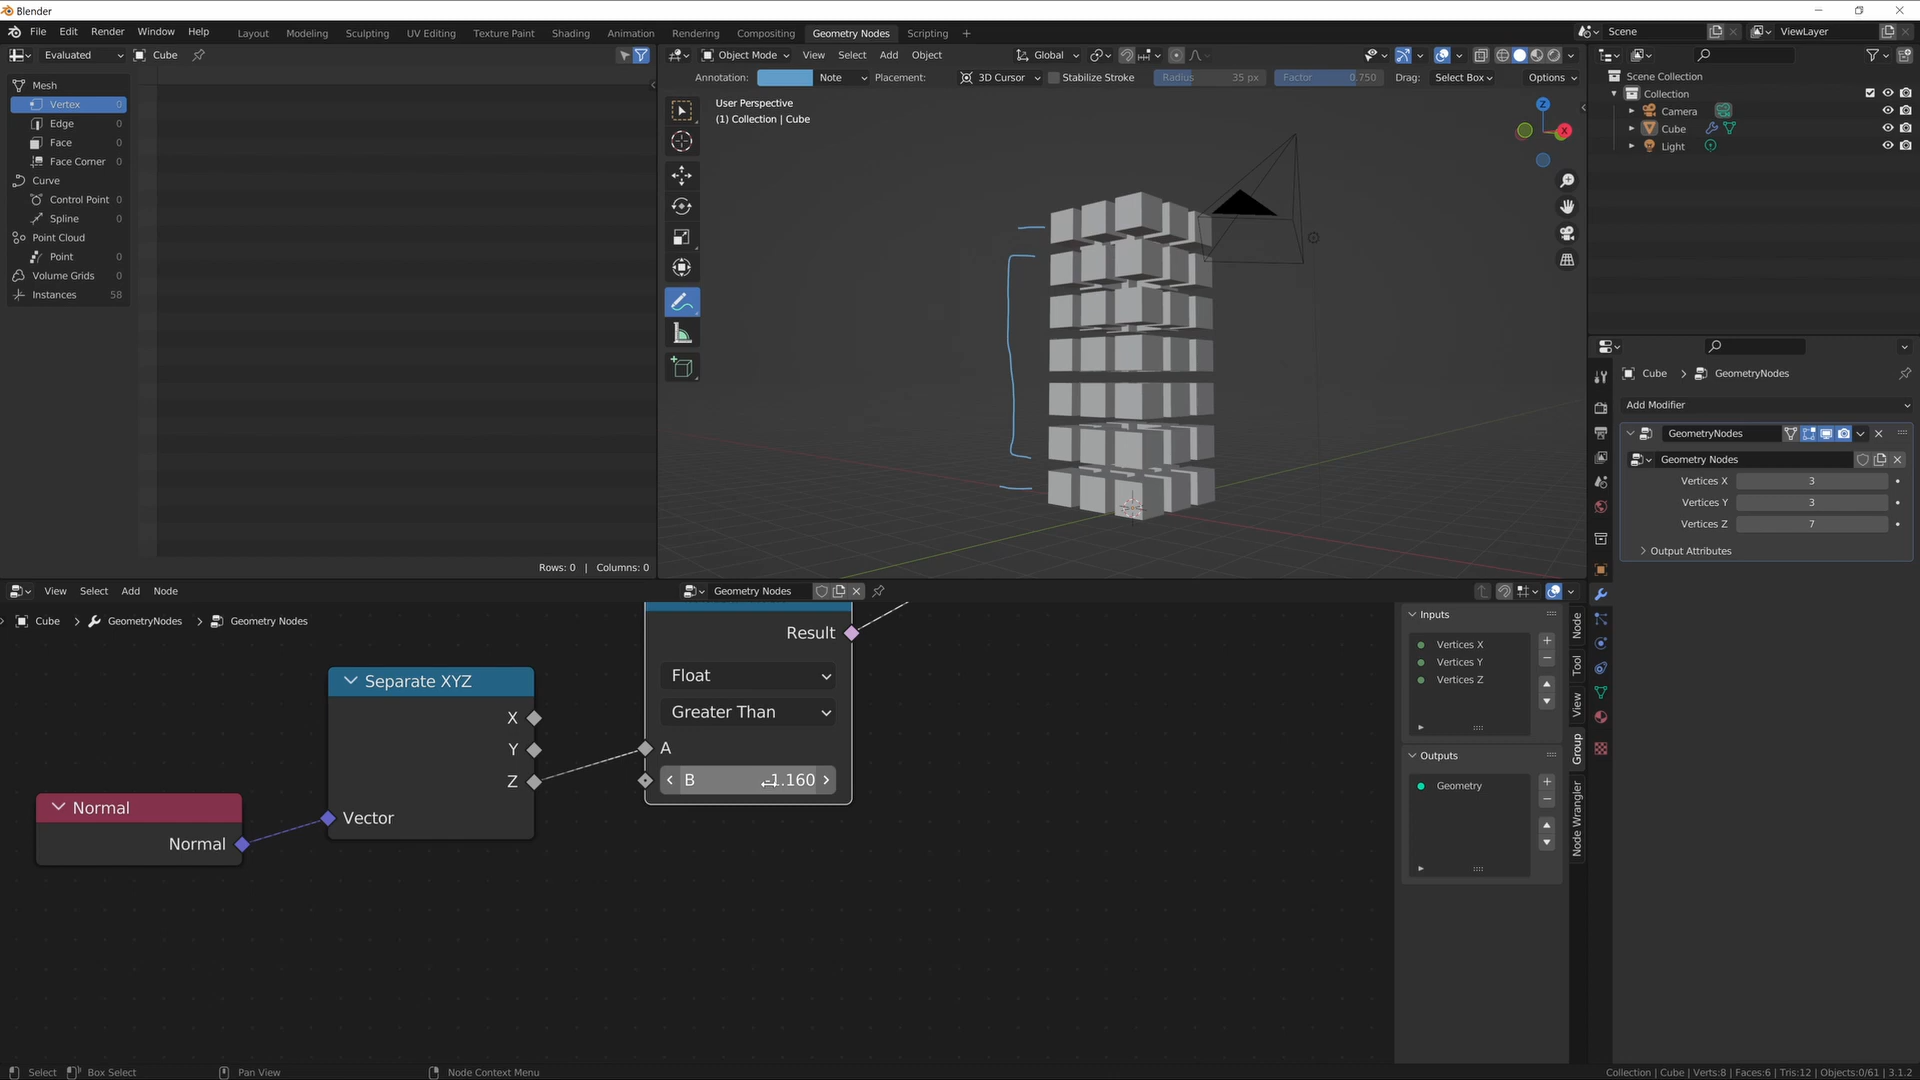 Blender
File Edit Render Window Help
Layout Modeling Sculpting UV Editing Texture Paint Shading Animation Rendering Compositing Geometry Nodes Scripting +
Scene
ViewLayer
Evaluated
Cube
Object Mode View Select Add Object
Global
Annotation: Note Placement: 3D Cursor Stabilize Stroke Radius 35 px Factor 0.750 Drag: Select Box Options
Mesh
Vertex 0
Edge 0
Face 0
Face Corner 0
Curve
Control Point 0
Spline 0
Point Cloud
Point 0
Volume Grids 0
Instances 58
Rows: 0 | Columns: 0
User Perspective
(1) Collection | Cube
Z
X
Scene Collection
Collection
Camera
Cube
Light
Cube > GeometryNodes
Add Modifier
GeometryNodes
Geometry Nodes
Vertices X 3
Vertices Y 3
Vertices Z 7
Output Attributes
View Select Add Node
Geometry Nodes
Cube > GeometryNodes > Geometry Nodes
Normal
Normal
Separate XYZ
X
Y
Z
Vector
Result
Float
Greater Than
A
B -1.160
Inputs
Vertices X
Vertices Y
Vertices Z
Outputs
Geometry
Node
Tool
View
Group
Node Wrangler
Select Box Select Pan View Node Context Menu
Collection | Cube | Verts:8 | Faces:6 | Tris:12 | Objects:0/61 | 3.1.2